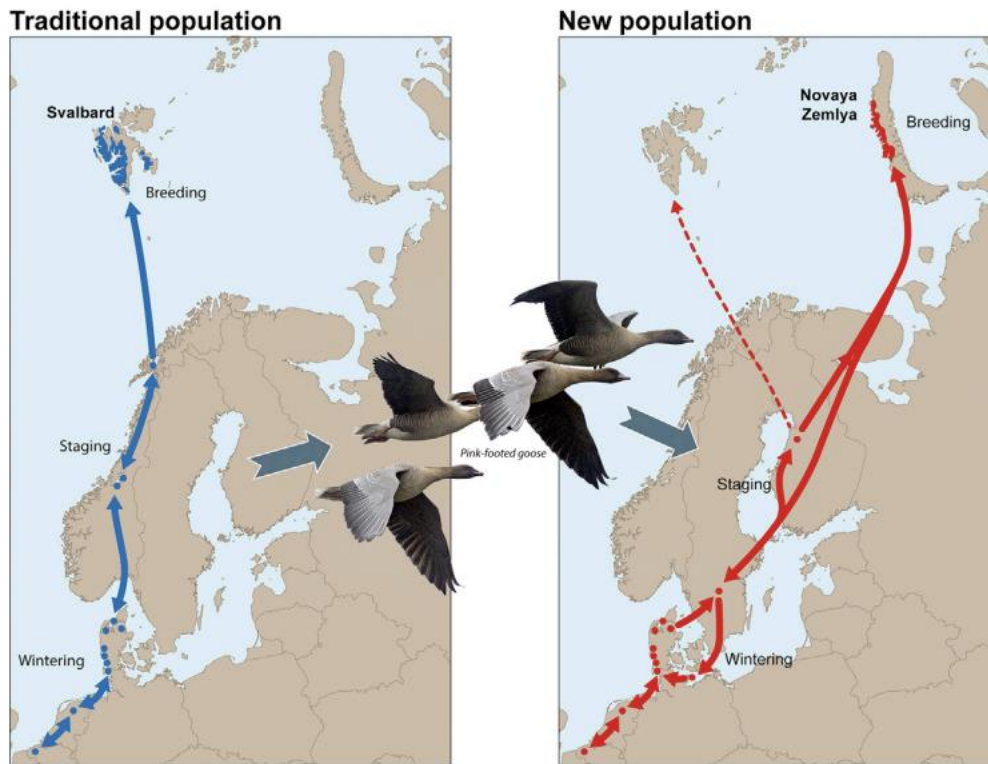 Traditional population
Svalbard
Breeding
Staging
Wintering
Pink-footed goose
New population
Novaya
Zemlya
Breeding
Staging
Wintering